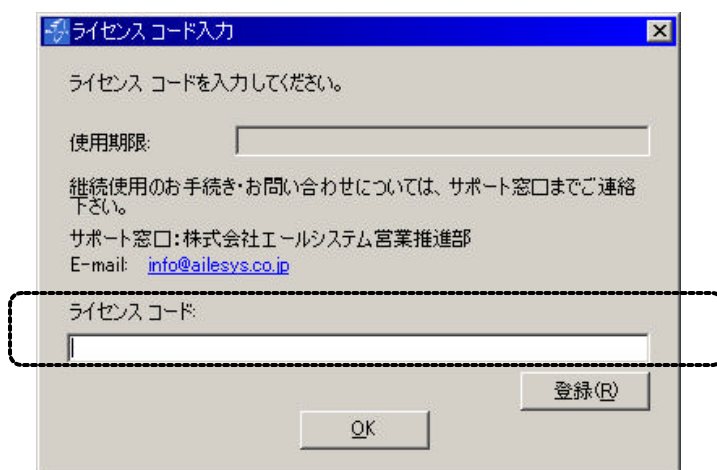 ライセンス コード入力
ライセンス コードを入力してください。
使用期限:
継続使用のお手続き・お問い合わせについては、サポート窓口までご連絡
下さい。
サポート窓口：株式会社エールシステム営業推進部
E-mail: info@ailesys.co.jp
ライセンス コード:
登録(R)
OK